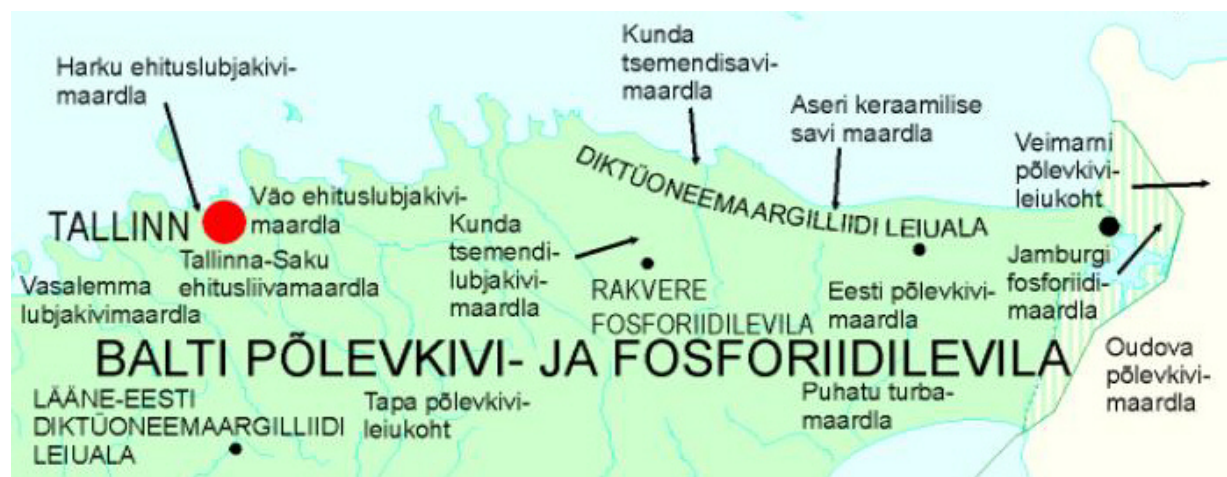 Harku ehituslubjakivi-
maardla
Kunda
tsemendisavi-
maardla
Aseri keraamilise
savi maardla
Veimarni
põlevkivi-
leiukoht
DIKTÜONEEMAARGILLIIDI LEIUALA
TALLINN
Väo ehituslubjakivi-
maardla
Tallinna-Saku
ehitusliivamaardla
Vasalemma
lubjakivimaardla
Kunda
tsemendi-
lubjakivi-
maardla
RAKVERE
FOSFORIIDILEVILA
Eesti põlevkivi-
maardla
Jamburgi
fosforiidi-
maardla
BALTI PÕLEVKIVI- JA FOSFORIIDILEVILA
Oudova
põlevkivi-
maardla
LÄÄNE-EESTI
DIKTÜONEEMAARGILLIIDI
LEIUALA
Tapa põlevkivi-
leiukoht
Puhatu turba-
maardla